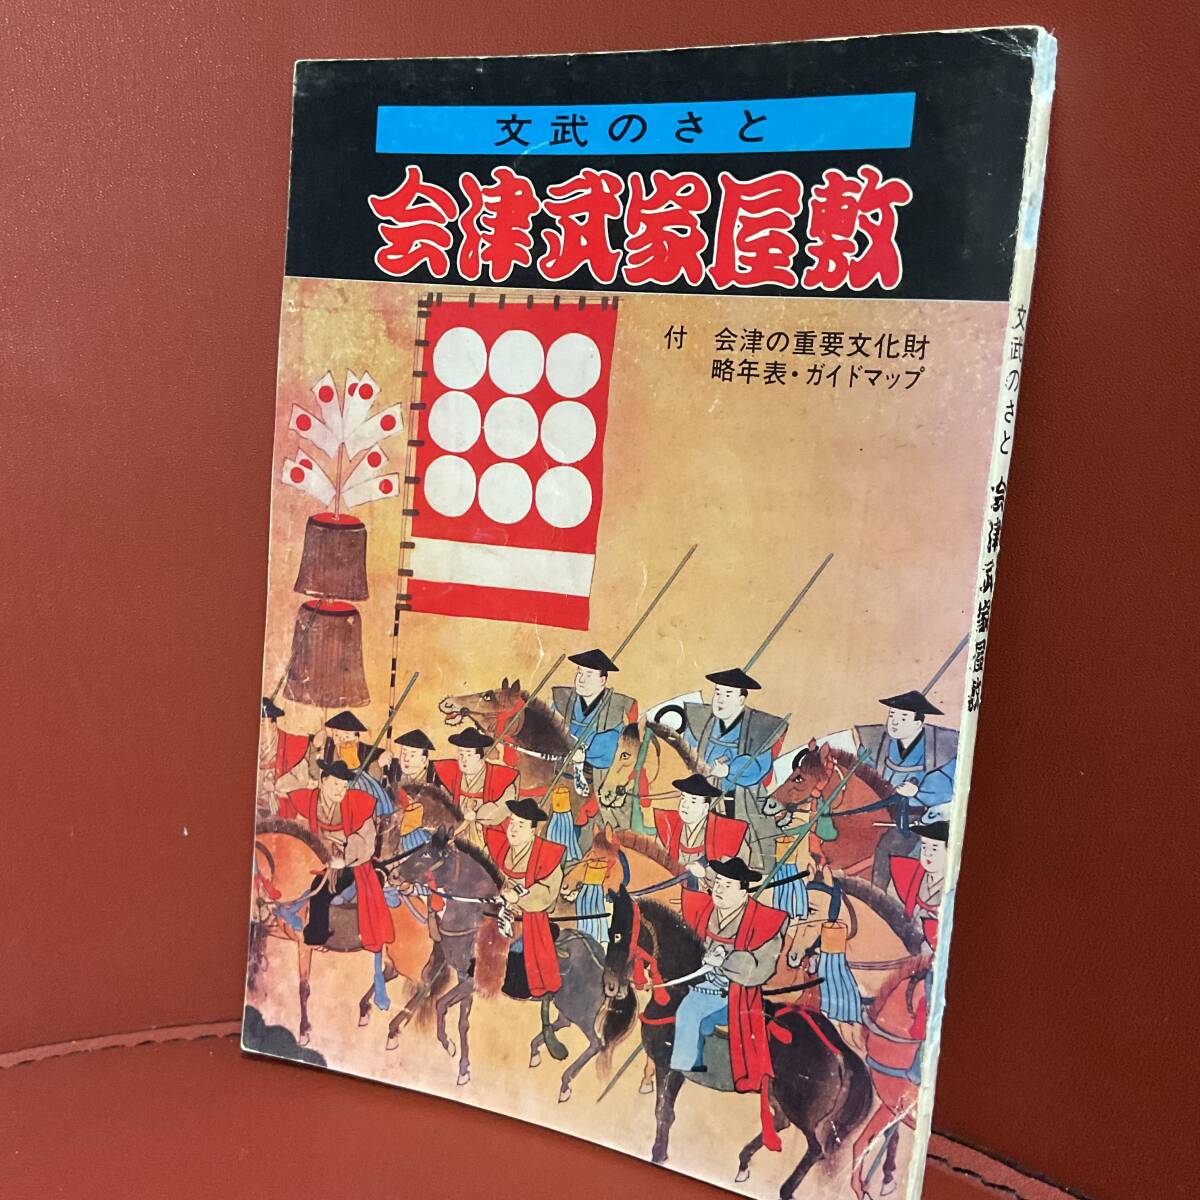 文武のさと
会津武家屋敷
付 会津の重要文化財
略年表・ガイドマップ
文武のさと 会津武家屋敷